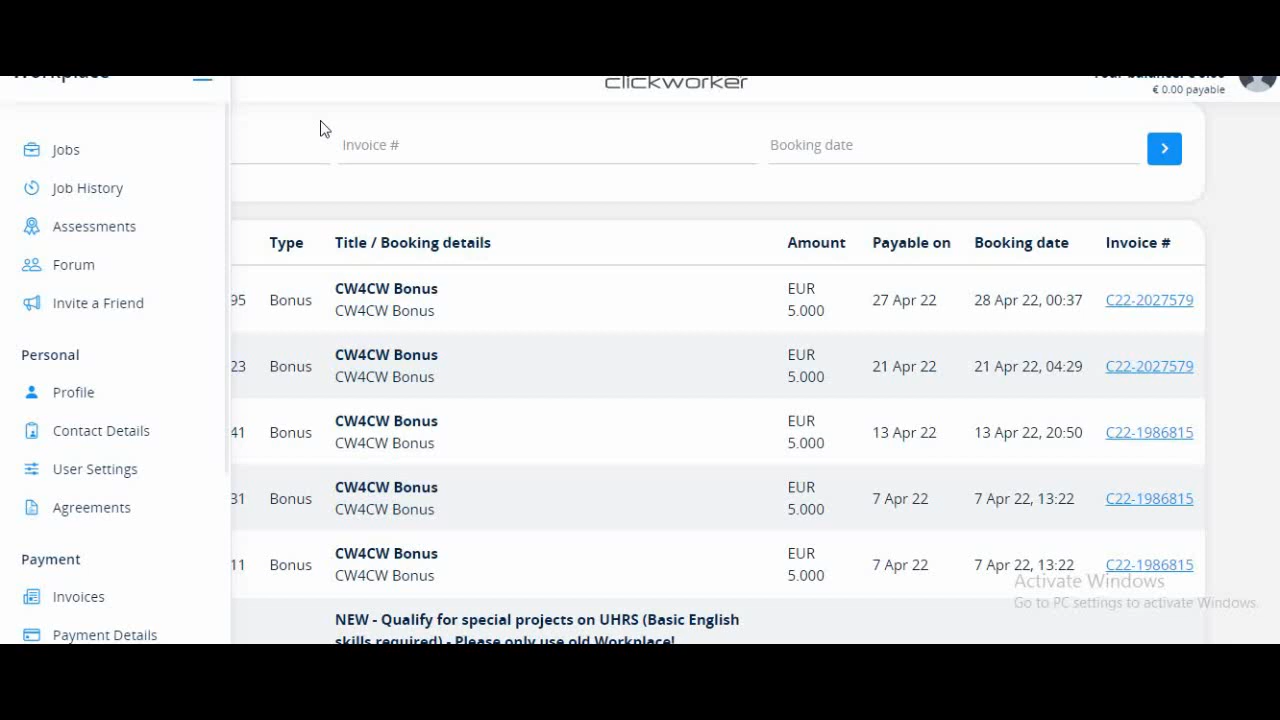 Workplace
clickworker
€ 0.00 payable
Jobs
Job History
Assessments
Forum
Invite a Friend
Personal
Profile
Contact Details
User Settings
Agreements
Payment
Invoices
Payment Details
Invoice #
Booking date
Type Title / Booking details Amount Payable on Booking date Invoice #
95 Bonus CW4CW Bonus EUR 27 Apr 22 28 Apr 22, 00:37 C22-2027579
CW4CW Bonus 5.000
23 Bonus CW4CW Bonus EUR 21 Apr 22 21 Apr 22, 04:29 C22-2027579
CW4CW Bonus 5.000
41 Bonus CW4CW Bonus EUR 13 Apr 22 13 Apr 22, 20:50 C22-1986815
CW4CW Bonus 5.000
31 Bonus CW4CW Bonus EUR 7 Apr 22 7 Apr 22, 13:22 C22-1986815
CW4CW Bonus 5.000
11 Bonus CW4CW Bonus EUR 7 Apr 22 7 Apr 22, 13:22 C22-1986815
CW4CW Bonus 5.000
NEW - Qualify for special projects on UHRS (Basic English
skills required) - Please only use old Workplace!
Activate Windows
Go to PC settings to activate Windows.